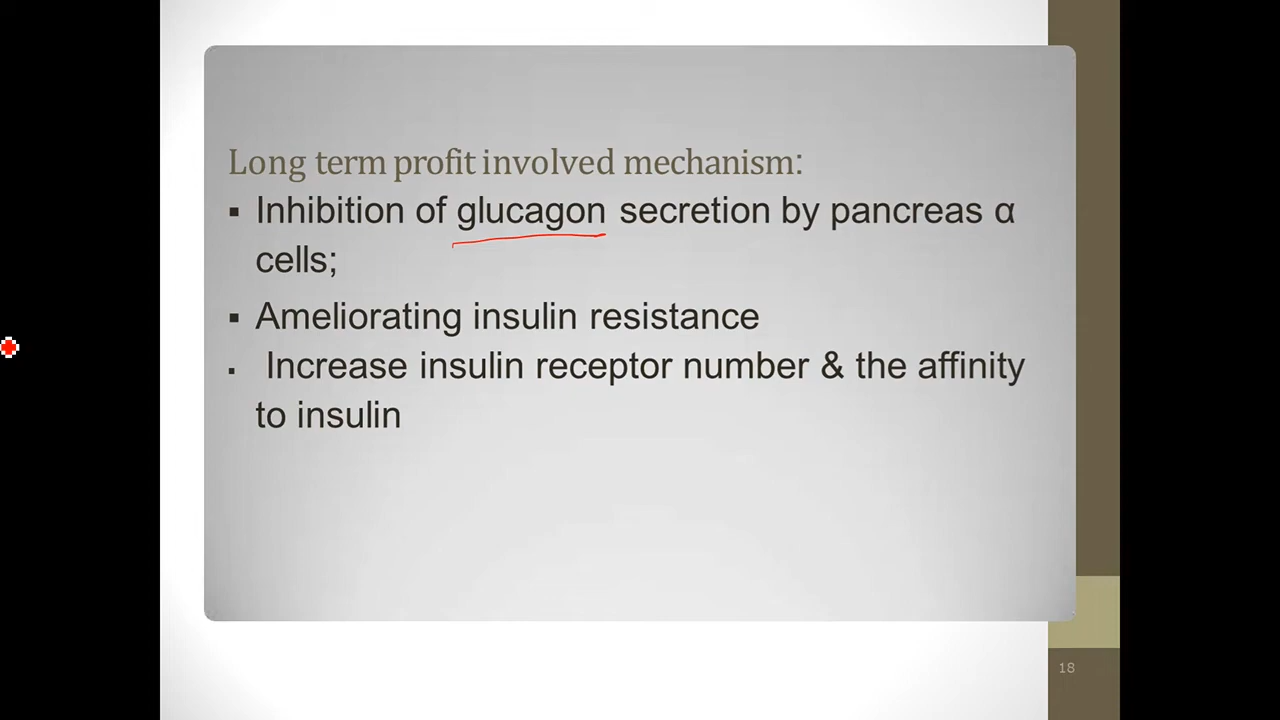 Long term profit involved mechanism:
▪ Inhibition of glucagon secretion by pancreas α
cells;
▪ Ameliorating insulin resistance
▪ Increase insulin receptor number & the affinity
to insulin
18